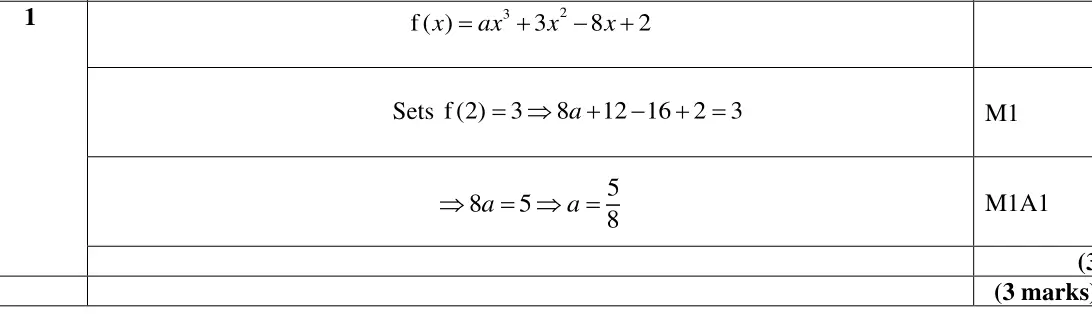 1 f(x) = ax³ + 3x² − 8x + 2
Sets f(2) = 3 ⇒ 8a + 12 − 16 + 2 = 3 M1
⇒ 8a = 5 ⇒ a = 5/8 M1A1
(3
(3 marks)